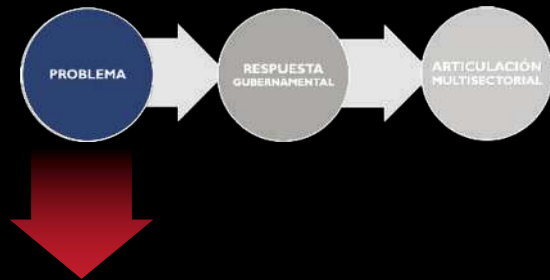 PROBLEMA
RESPUESTA
GUBERNAMENTAL
ARTICULACIÓN
MULTISECTORIAL